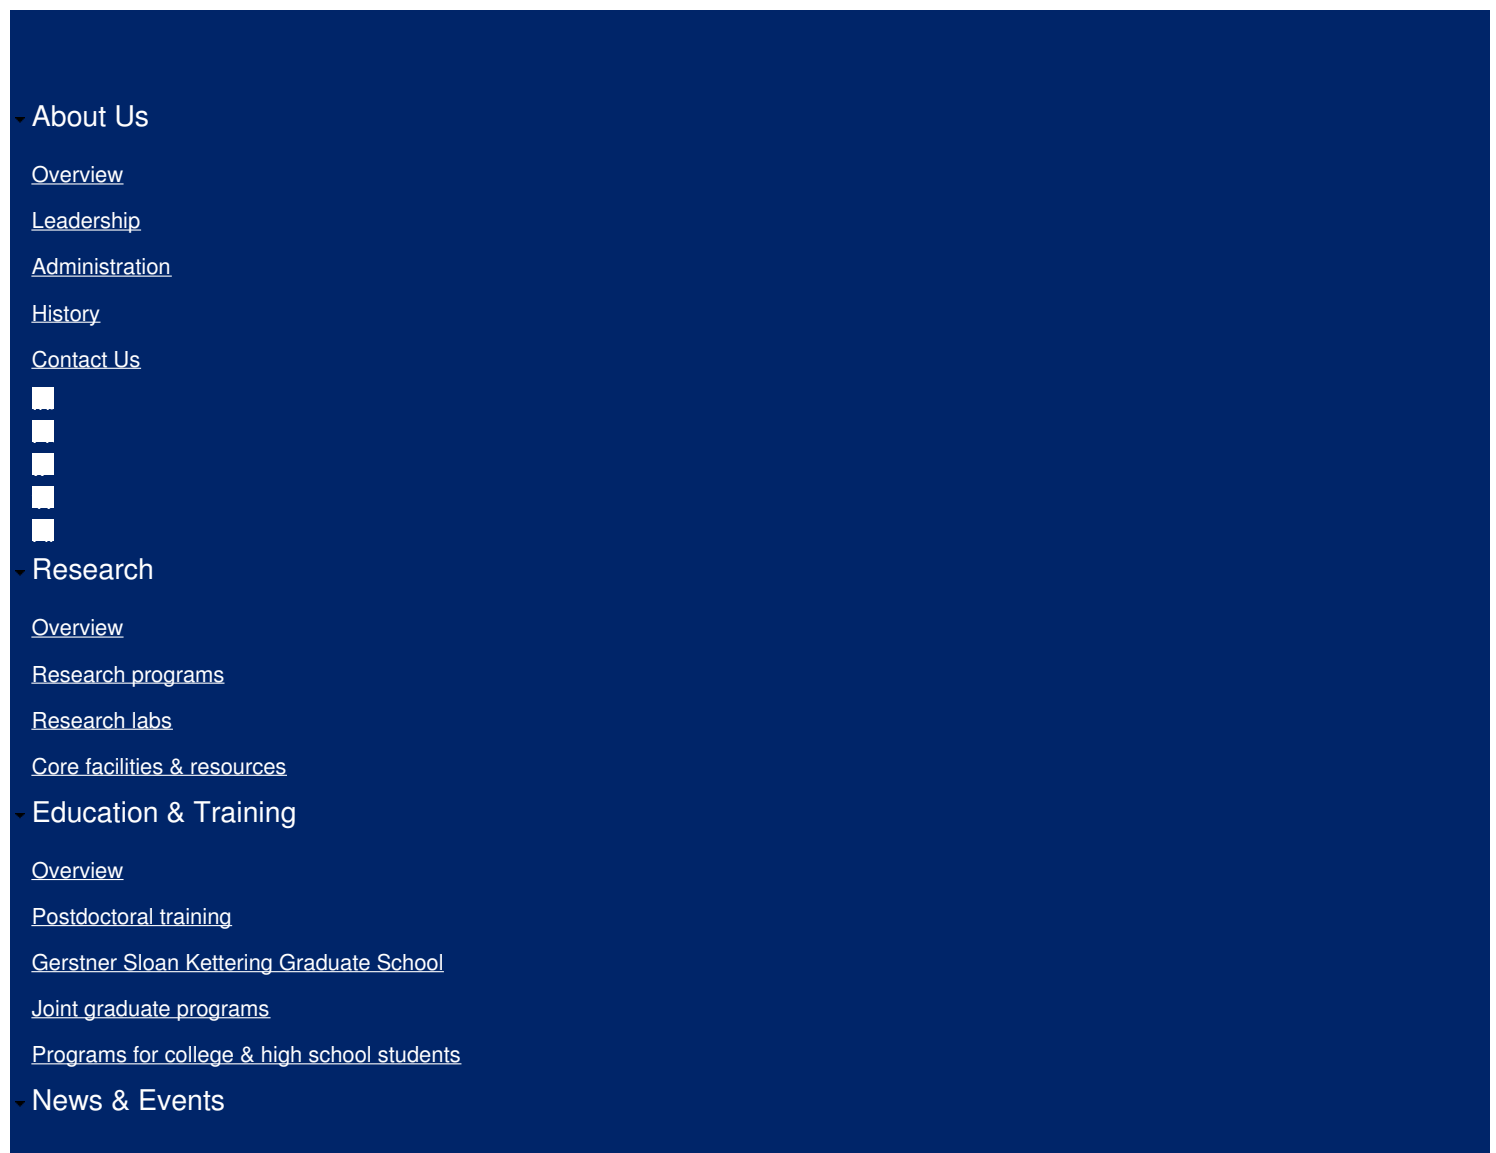 About Us
Overview
Leadership
Administration
History
Contact Us
Research
Overview
Research programs
Research labs
Core facilities & resources
Education & Training
Overview
Postdoctoral training
Gerstner Sloan Kettering Graduate School
Joint graduate programs
Programs for college & high school students
News & Events